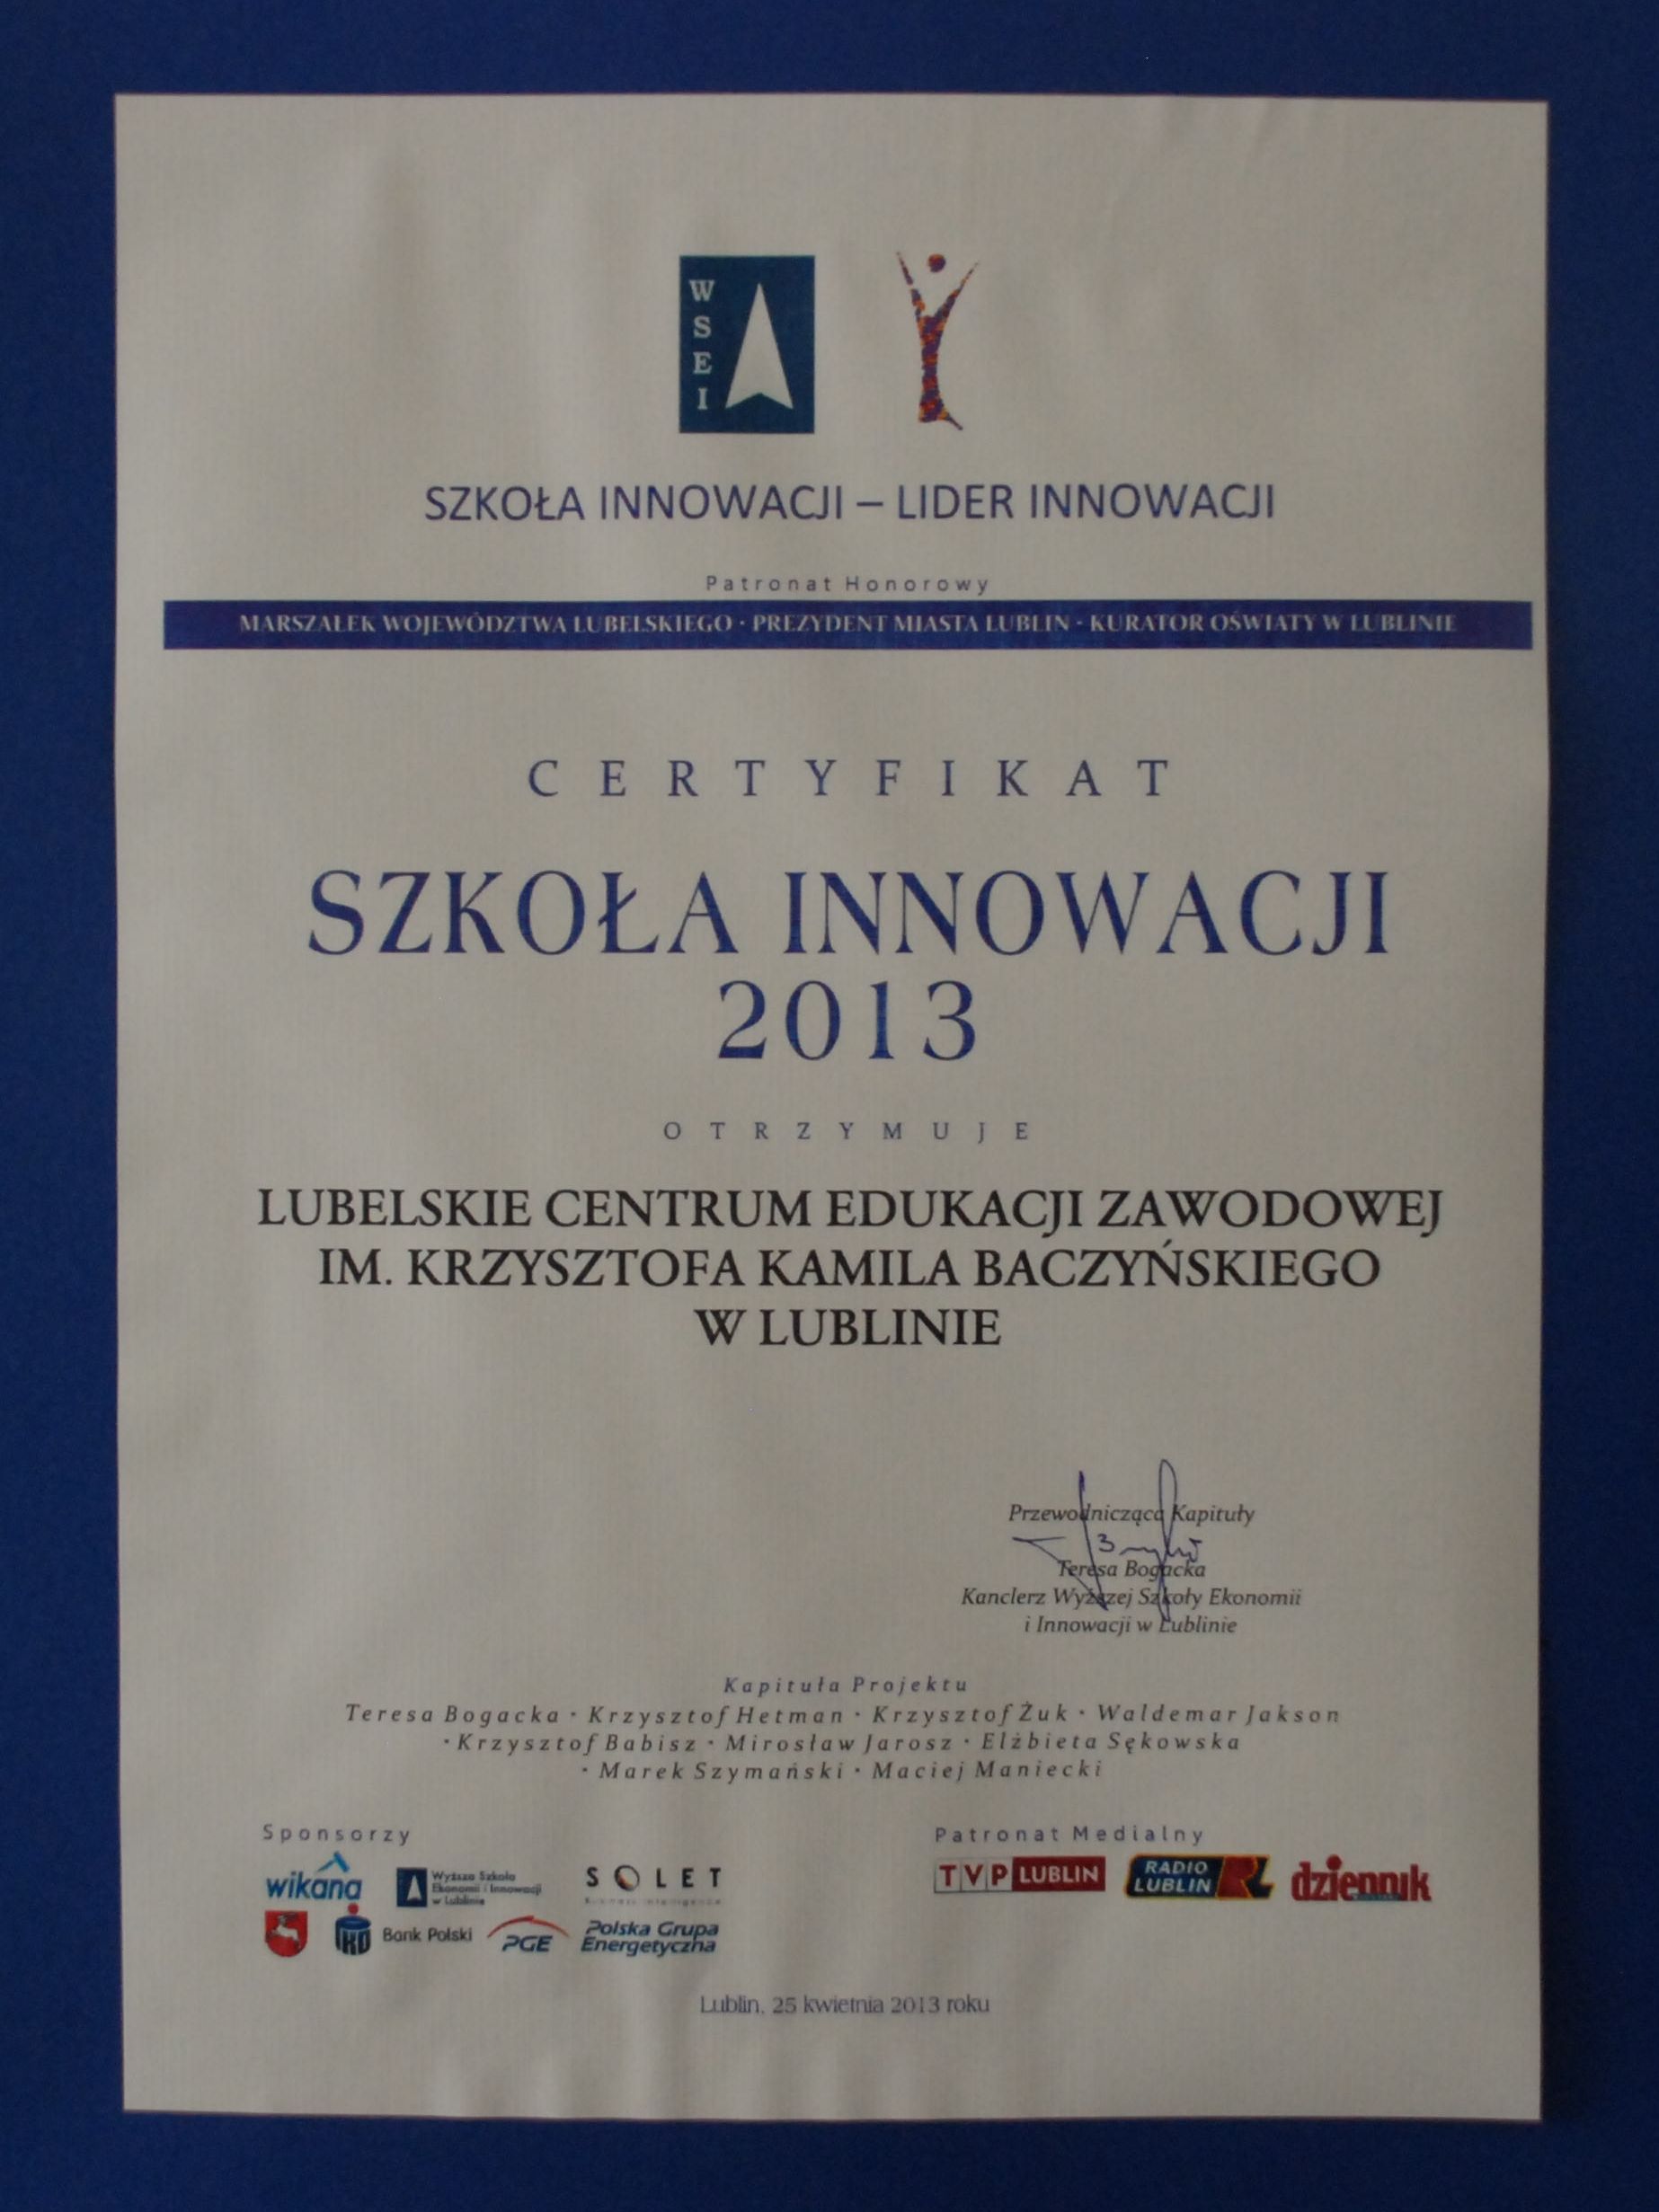 WSEI
SZKOŁA INNOWACJI – LIDER INNOWACJI
Patronat Honorowy
MARSZAŁEK WOJEWÓDZTWA LUBELSKIEGO · PREZYDENT MIASTA LUBLIN · KURATOR OŚWIATY W LUBLINIE
CERTYFIKAT
SZKOŁA INNOWACJI
2013
OTRZYMUJE
LUBELSKIE CENTRUM EDUKACJI ZAWODOWEJ
IM. KRZYSZTOFA KAMILA BACZYŃSKIEGO
W LUBLINIE
Przewodnicząca Kapituły
Teresa Bogacka
Kanclerz Wyższej Szkoły Ekonomii
i Innowacji w Lublinie
Kapituła Projektu
Teresa Bogacka · Krzysztof Hetman · Krzysztof Żuk · Waldemar Jakson
· Krzysztof Babisz · Mirosław Jarosz · Elżbieta Sękowska
· Marek Szymański · Maciej Maniecki
Sponsorzy
wikana
Wyższa Szkoła
Ekonomii i Innowacji
w Lublinie
SOLET
PKO Bank Polski
PGE
Polska Grupa
Energetyczna
Patronat Medialny
TVP LUBLIN
RADIO
LUBLIN
RL
dziennik
Lublin, 25 kwietnia 2013 roku